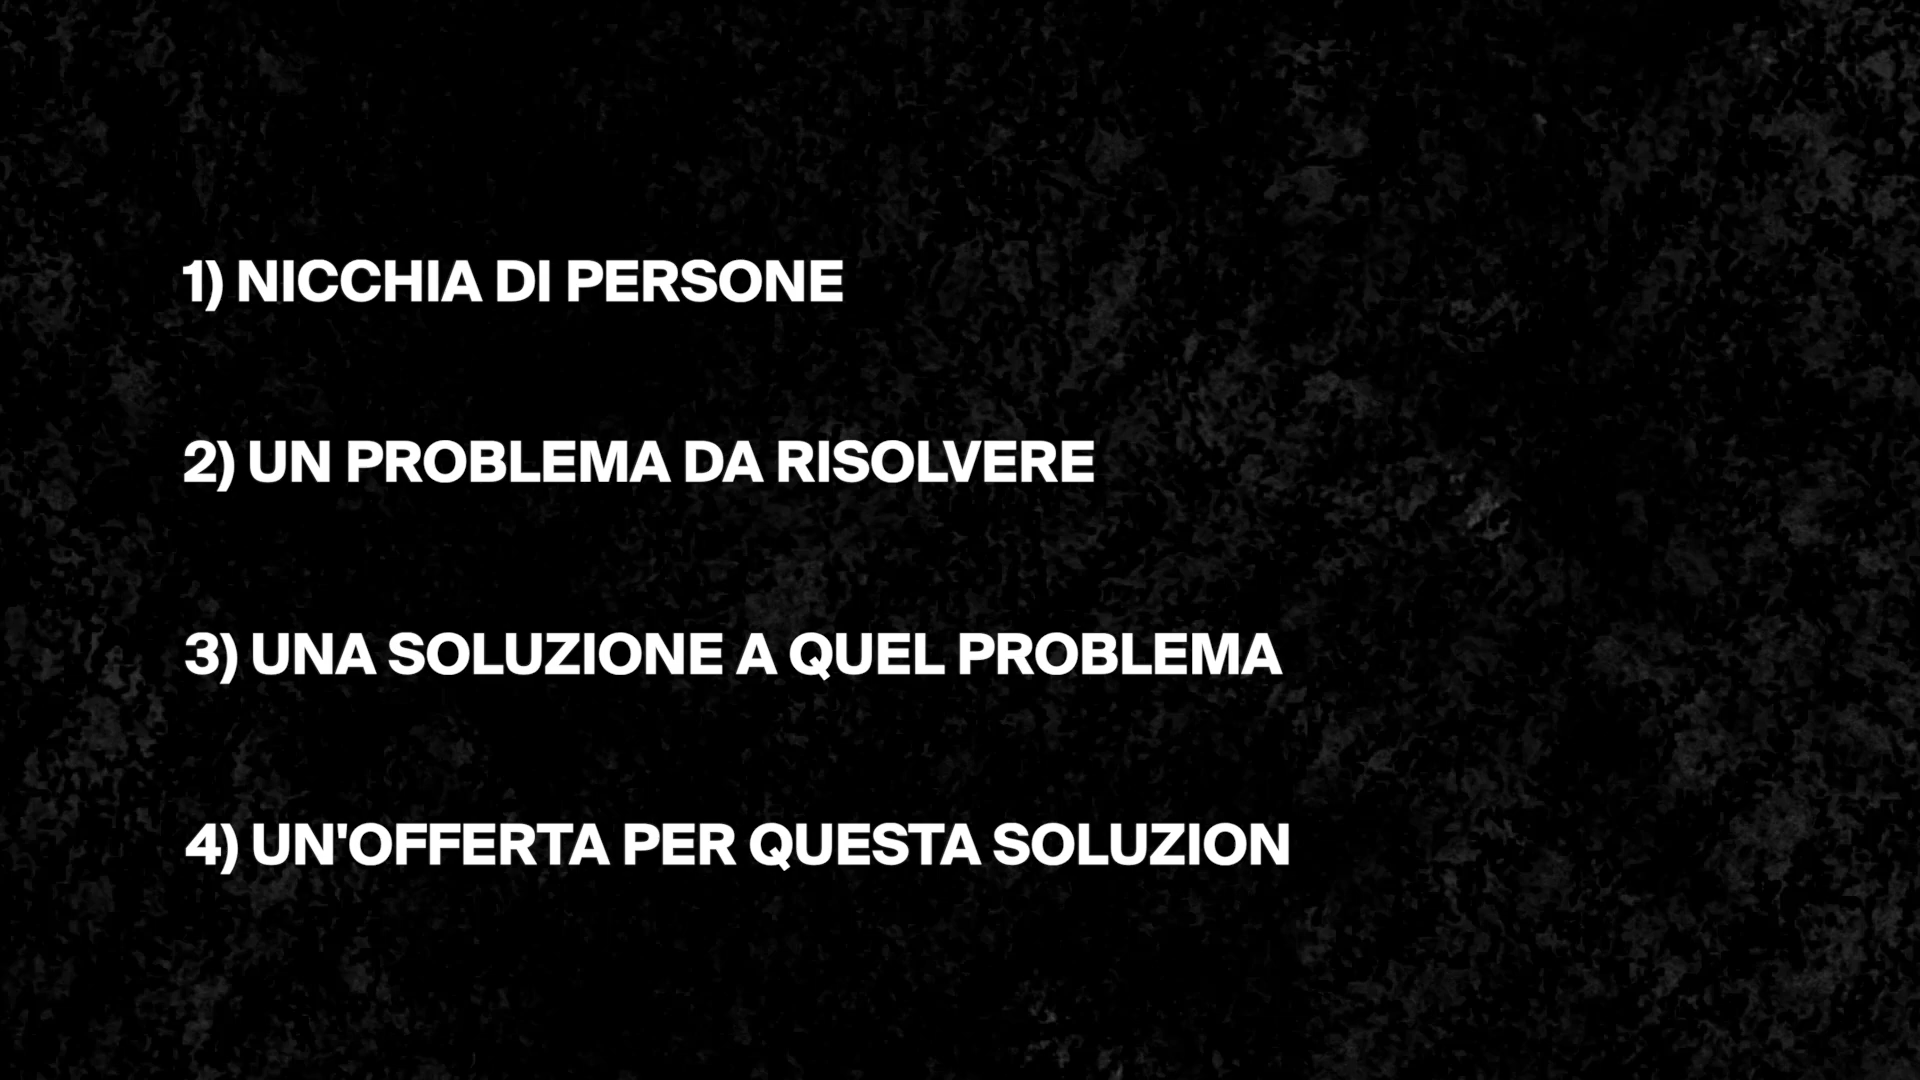 1) NICCHIA DI PERSONE
2) UN PROBLEMA DA RISOLVERE
3) UNA SOLUZIONE A QUEL PROBLEMA
4) UN'OFFERTA PER QUESTA SOLUZION